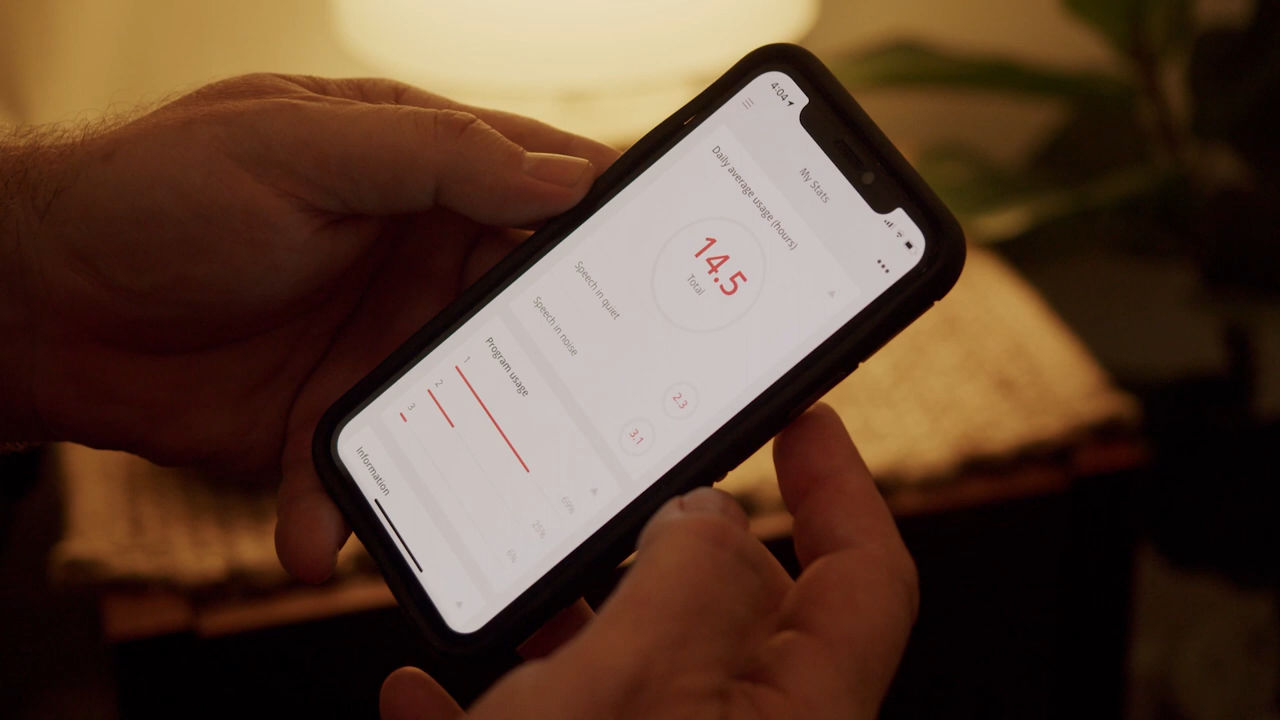 4:04
My Stats
Daily average usage (hours)
14.5
Total
Speech in quiet
2.3
Speech in noise
3.1
Program usage
1
69%
2
25%
3
6%
Information